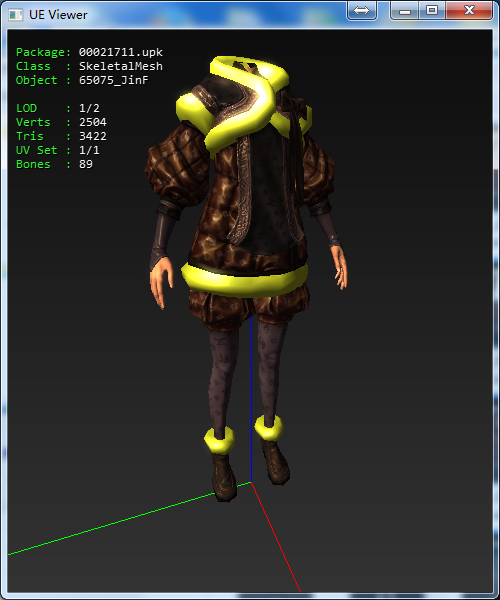 UE Viewer
Package: 00021711.upk
Class : SkeletalMesh
Object : 65075_JinF
LOD : 1/2
Verts : 2504
Tris : 3422
UV Set : 1/1
Bones : 89